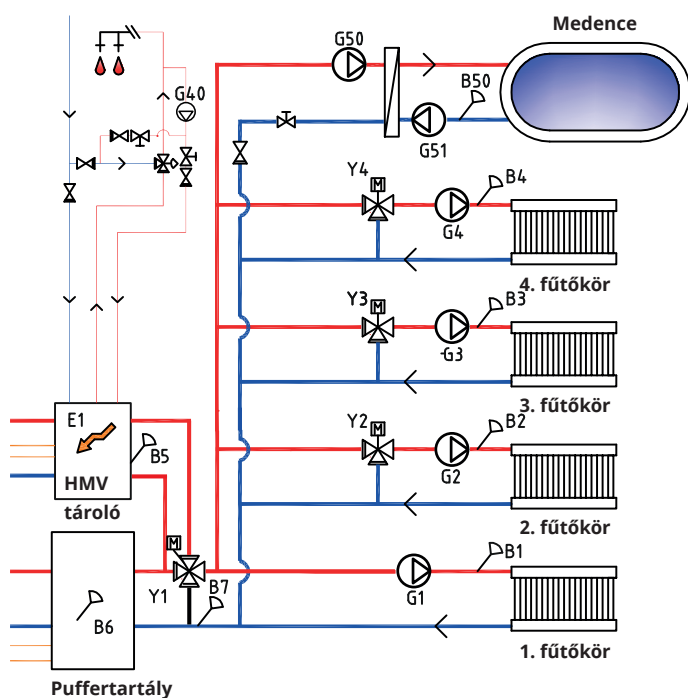 Medence
G50
B50
G40
G51
Y4
M
B4
G4
4. fűtőkör
Y3
M
B3
-G3
3. fűtőkör
Y2
M
B2
E1
B5
G2
HMV
tároló
2. fűtőkör
M
B1
Y1
B7
G1
B6
1. fűtőkör
Puffertartály